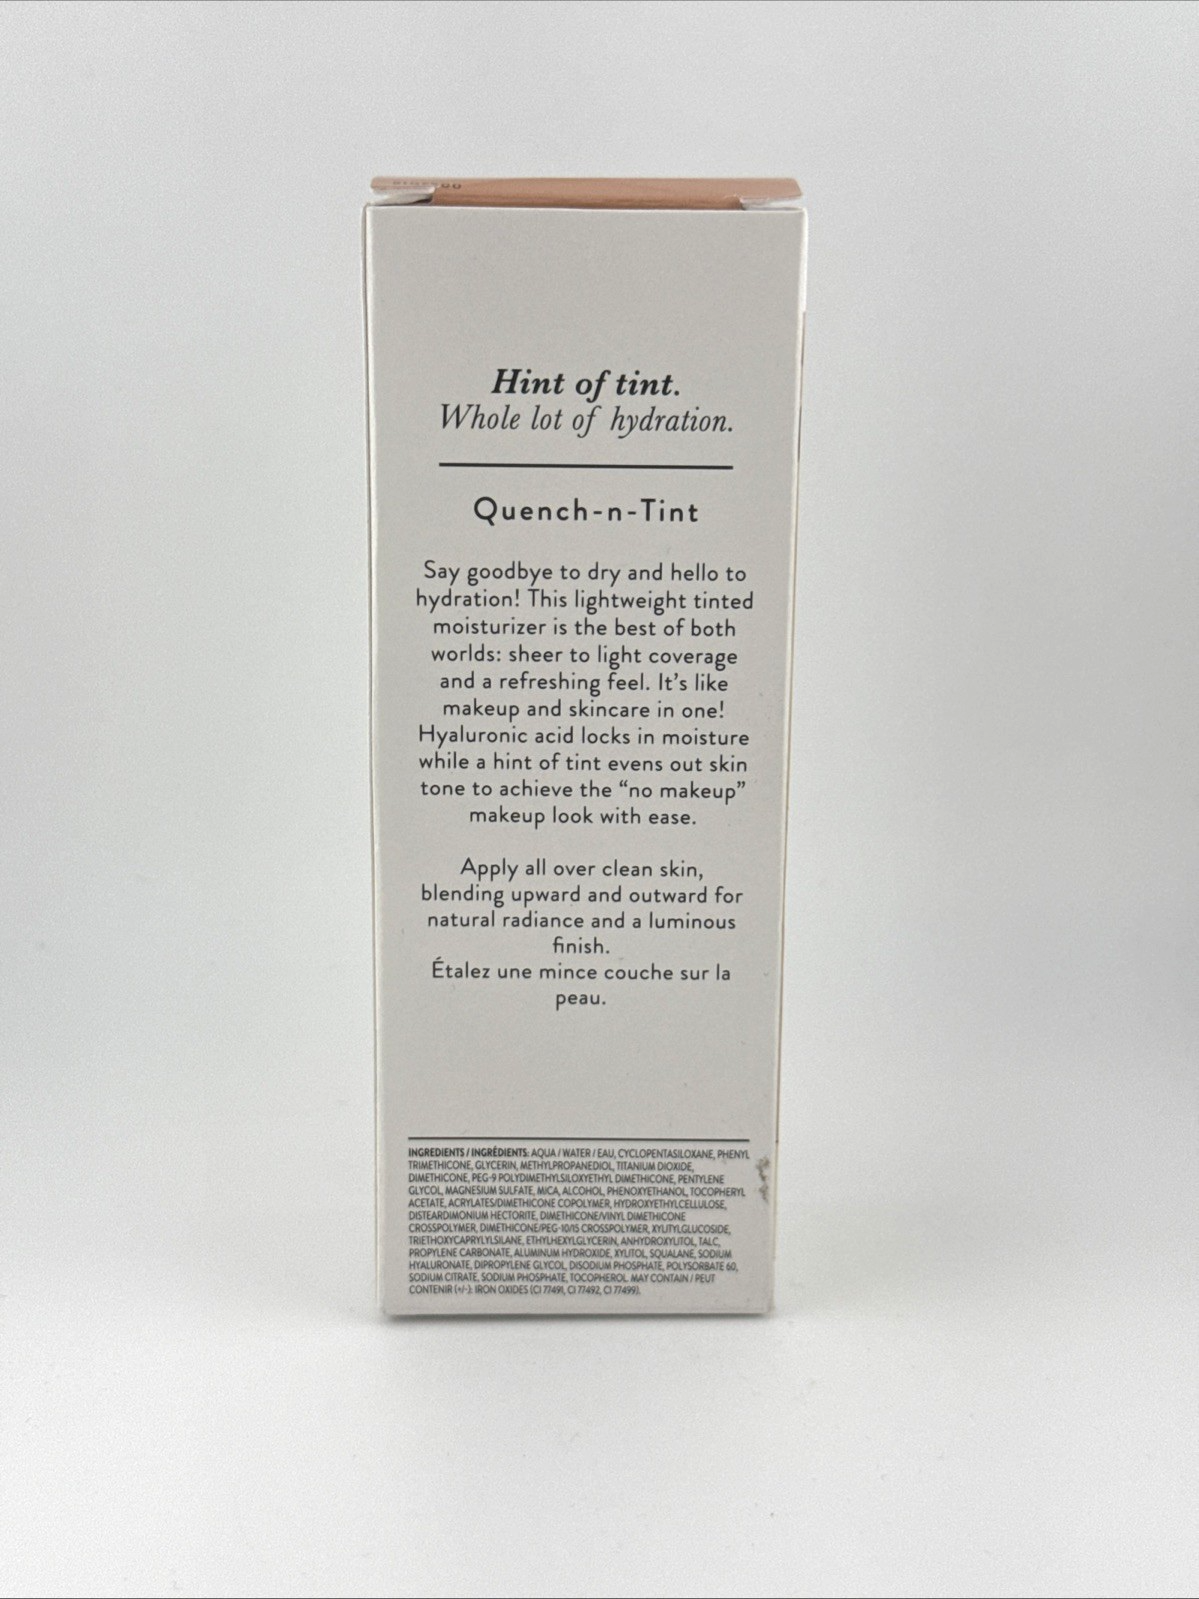 Hint of tint.
Whole lot of hydration.
Quench-n-Tint
Say goodbye to dry and hello to
hydration! This lightweight tinted
moisturizer is the best of both
worlds: sheer to light coverage
and a refreshing feel. It's like
makeup and skincare in one!
Hyaluronic acid locks in moisture
while a hint of tint evens out skin
tone to achieve the “no makeup”
makeup look with ease.
Apply all over clean skin,
blending upward and outward for
natural radiance and a luminous
finish.
Étalez une mince couche sur la
peau.
INGREDIENTS / INGRÉDIENTS: AQUA / WATER / EAU, CYCLOPENTASILOXANE, PHENYL
TRIMETHICONE, GLYCERIN, METHYLPROPANEDIOL, TITANIUM DIOXIDE,
DIMETHICONE, PEG-9 POLYDIMETHYLSILOXYETHYL DIMETHICONE, PENTYLENE
GLYCOL, MAGNESIUM SULFATE, MICA, ALCOHOL, PHENOXYETHANOL, TOCOPHERYL
ACETATE, ACRYLATES/DIMETHICONE COPOLYMER, HYDROXYETHYLCELLULOSE,
DISTEARDIMONIUM HECTORITE, DIMETHICONE/VINYL DIMETHICONE
CROSSPOLYMER, DIMETHICONE/PEG-10/15 CROSSPOLYMER, XYLITYLGLUCOSIDE,
TRIETHOXYCAPRYLYLSILANE, ETHYLHEXYLGLYCERIN, ANHYDROXYLITOL, TALC,
PROPYLENE CARBONATE, ALUMINUM HYDROXIDE, XYLITOL, SQUALANE, SODIUM
HYALURONATE, DIPROPYLENE GLYCOL, DISODIUM PHOSPHATE, POLYSORBATE 60,
SODIUM CITRATE, SODIUM PHOSPHATE, TOCOPHEROL. MAY CONTAIN / PEUT
CONTENIR (+/-): IRON OXIDES (CI 77491, CI 77492, CI 77499).